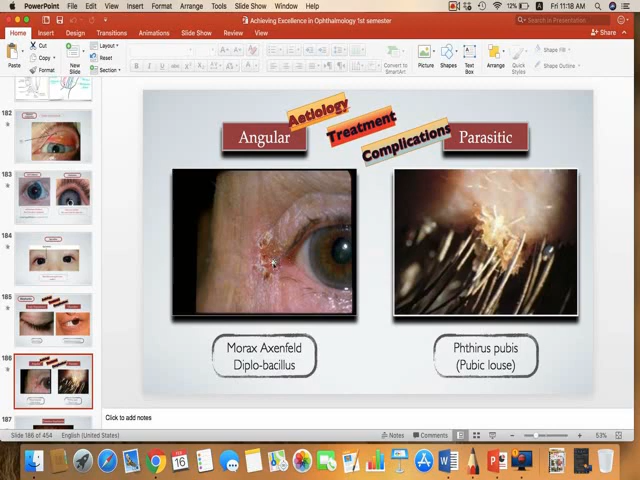 PowerPoint File Edit View Insert Format Arrange Tools Slide Show Window Help 12% Fri 11:18 AM
Achieving Excellence in Ophthalmology 1st semester
Search in Presentation
Home Insert Design Transitions Animations Slide Show Review View
Share
Paste
Cut
Copy
Format
New Slide
Layout
Reset
Section
Convert to SmartArt
Picture
Shapes
Text Box
Arrange
Quick Styles
Shape Fill
Shape Outline
182
183
184
185
186
187
Aetiology
Treatment
Complications
Angular
Parasitic
Morax Axenfeld
Diplo-bacillus
Phthirus pubis
(Pubic louse)
Click to add notes
Slide 186 of 454 English (United States)
Notes Comments 53%
FEB
16